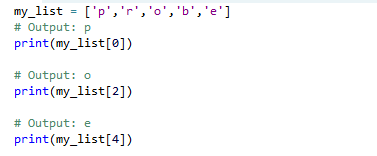 my_list = ['p','r','o','b','e']
# Output: p
print(my_list[0])
# Output: o
print(my_list[2])
# Output: e
print(my_list[4])